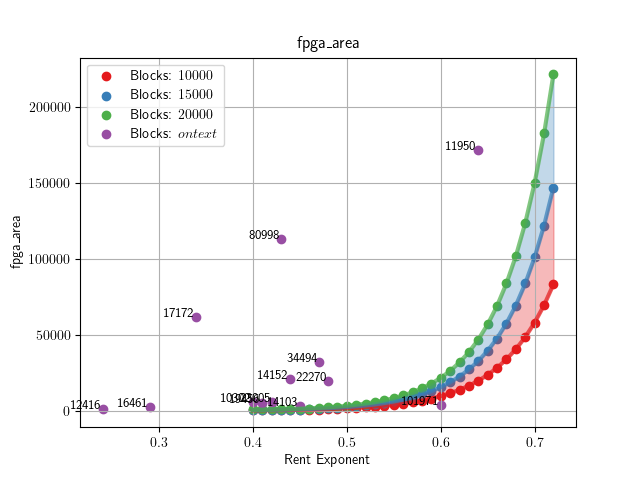 fpga_area
Blocks: 10000
Blocks: 15000
Blocks: 20000
Blocks: ontext
11950
80998
17172
34494
14152
22270
12416
16461
14103
101971
200000
150000
100000
50000
0
fpga_area
0.3
0.4
0.5
0.6
0.7
Rent Exponent